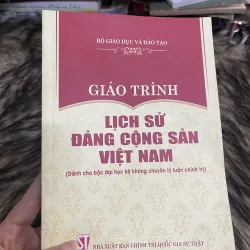 BỘ GIÁO DỤC VÀ ĐÀO TẠO
GIÁO TRÌNH
LỊCH SỬ
ĐẢNG CỘNG SẢN
VIỆT NAM
(Dành cho bậc đại học hệ không chuyên lý luận chính trị)
NHÀ XUẤT BẢN CHÍNH TRỊ QUỐC GIA SỰ THẬT